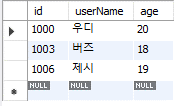 id userName age
1000 우디 20
1003 버즈 18
1006 제시 19
NULL NULL NULL